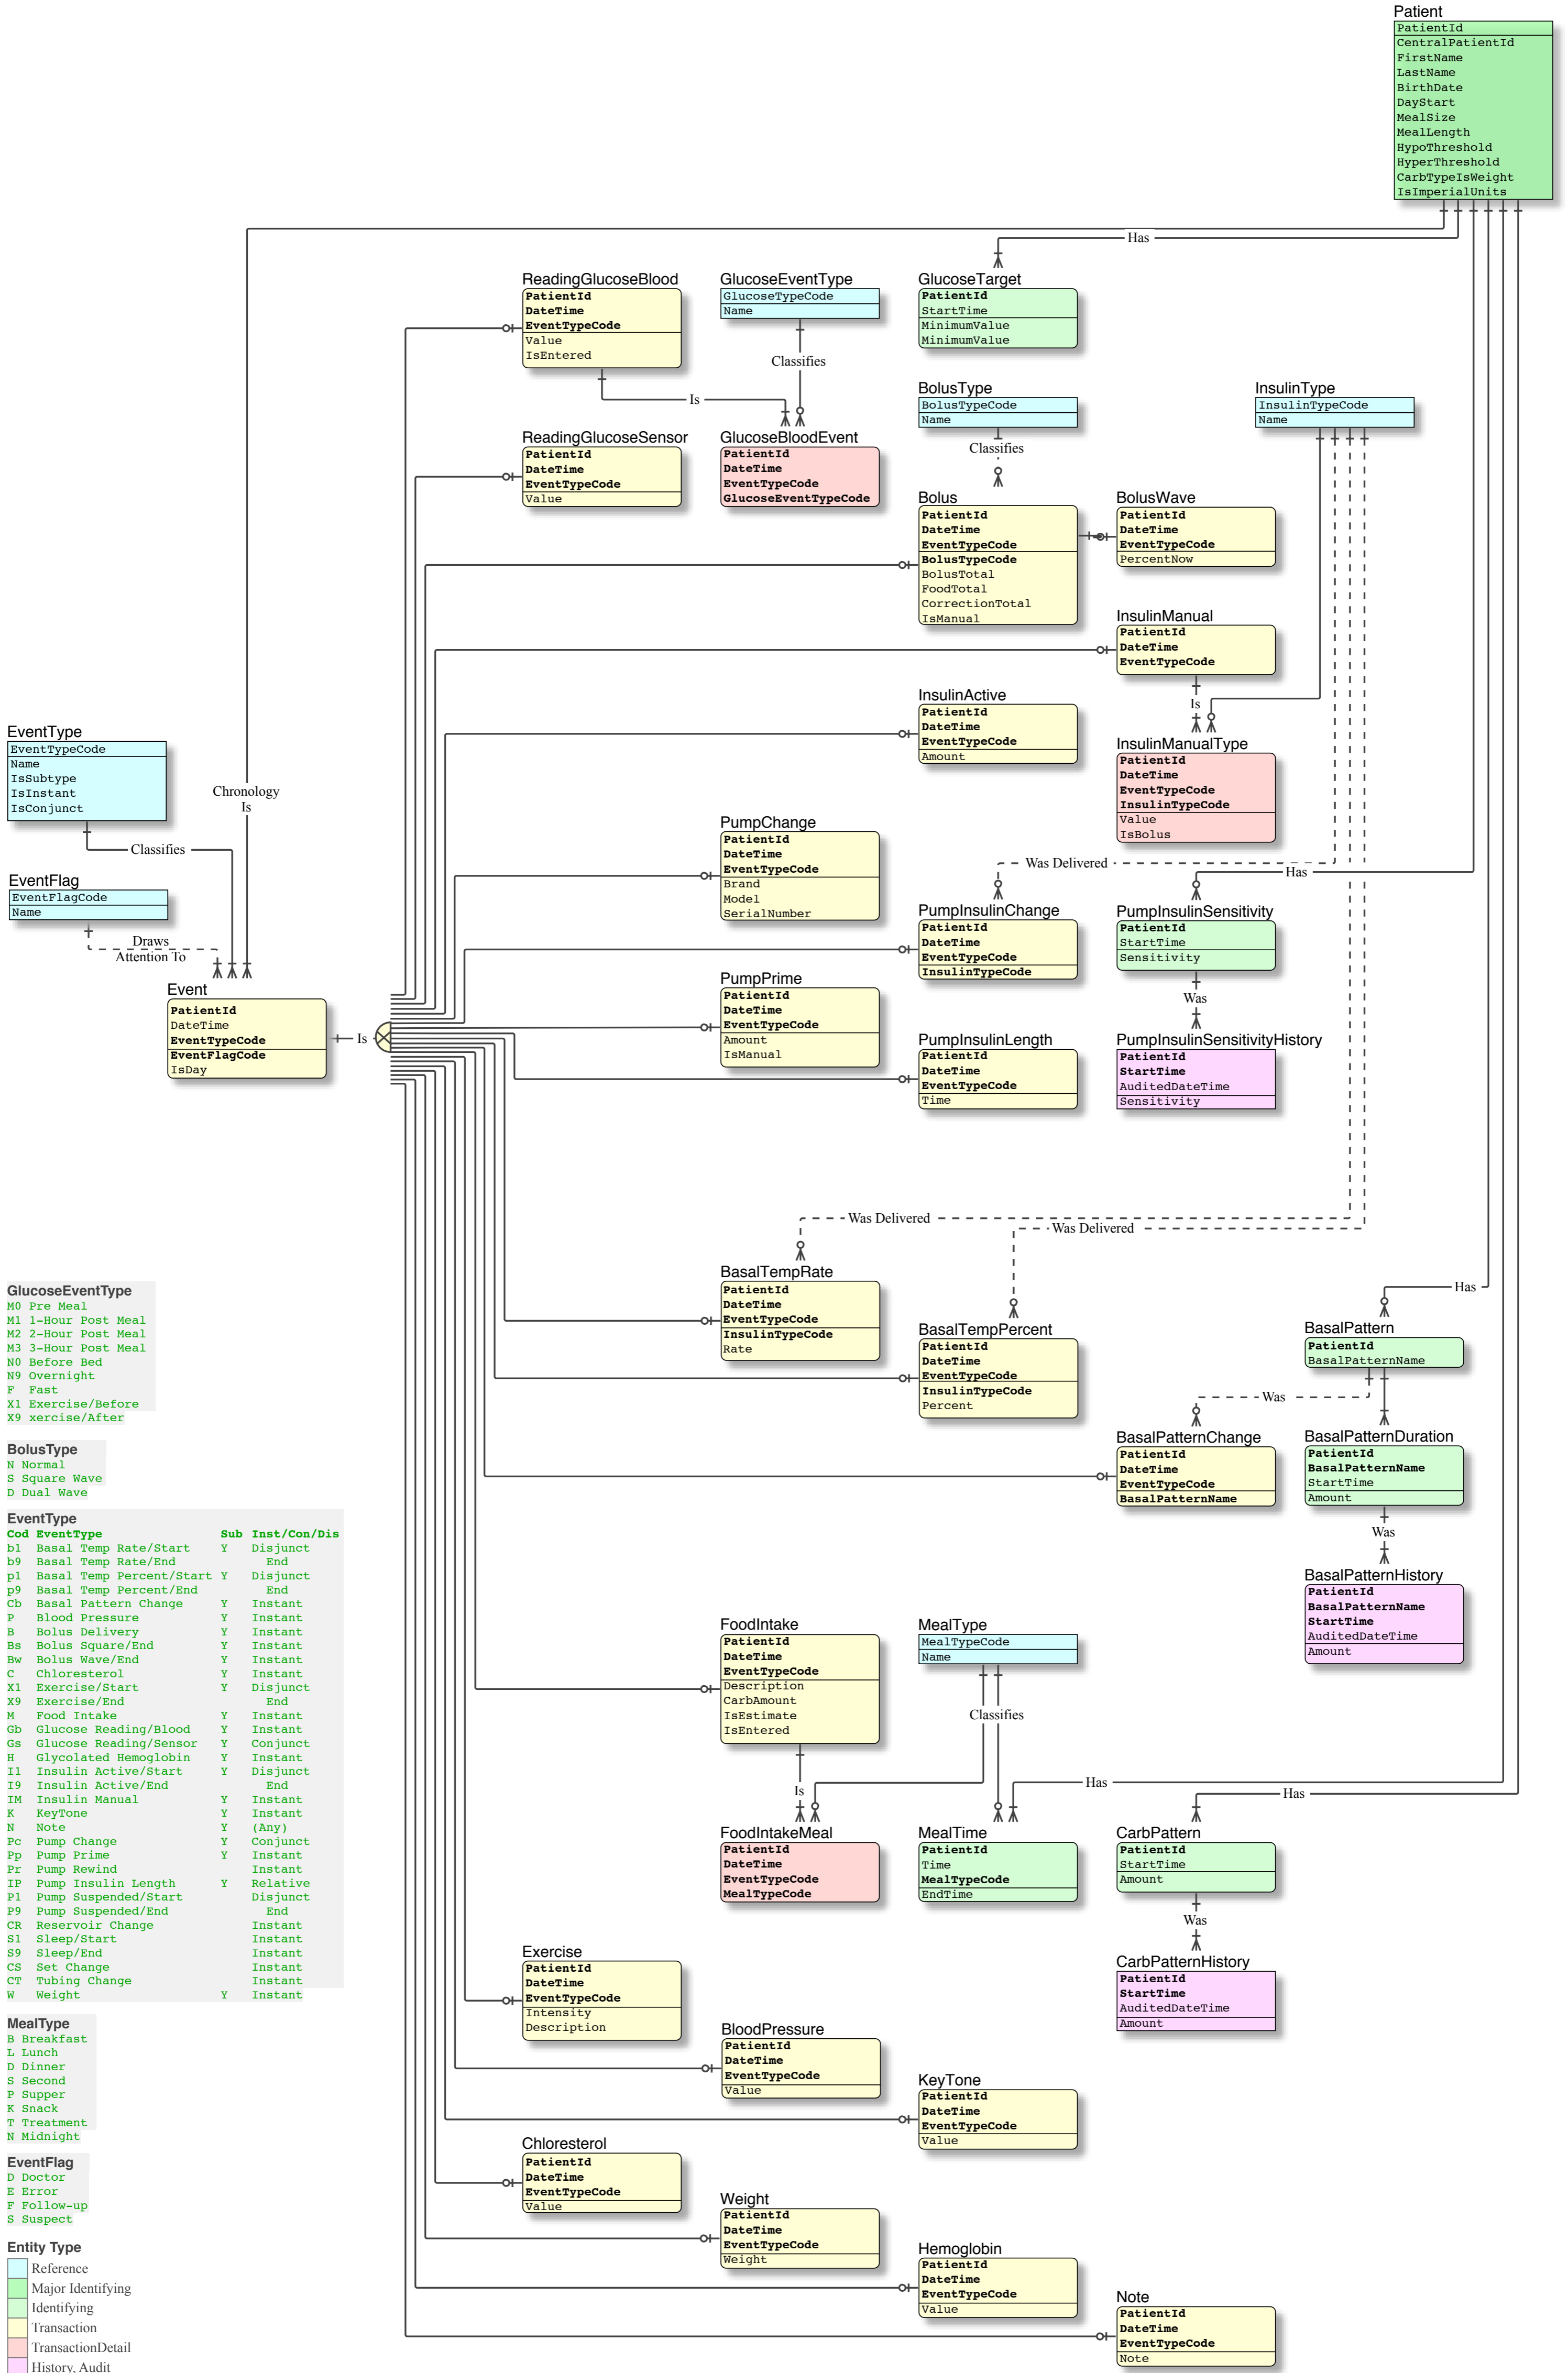 Patient
PatientId
CentralPatientId
FirstName
LastName
BirthDate
DayStart
MealSize
MealLength
HypoThreshold
HyperThreshold
CarbTypeIsWeight
IsImperialUnits
Has
ReadingGlucoseBlood
PatientId
DateTime
EventTypeCode
Value
IsEntered
GlucoseEventType
GlucoseTypeCode
Name
GlucoseTarget
PatientId
StartTime
MinimumValue
MinimumValue
Classifies
Is
BolusType
BolusTypeCode
Name
InsulinType
InsulinTypeCode
Name
ReadingGlucoseSensor
PatientId
DateTime
EventTypeCode
Value
GlucoseBloodEvent
PatientId
DateTime
EventTypeCode
GlucoseEventTypeCode
Classifies
Bolus
PatientId
DateTime
EventTypeCode
BolusTypeCode
BolusTotal
FoodTotal
CorrectionTotal
IsManual
BolusWave
PatientId
DateTime
EventTypeCode
PercentNow
InsulinManual
PatientId
DateTime
EventTypeCode
Is
InsulinActive
PatientId
DateTime
EventTypeCode
Amount
InsulinManualType
PatientId
DateTime
EventTypeCode
InsulinTypeCode
Value
IsBolus
EventType
EventTypeCode
Name
IsSubtype
IsInstant
IsConjunct
Chronology
Is
Classifies
EventFlag
EventFlagCode
Name
Draws
Attention To
PumpChange
PatientId
DateTime
EventTypeCode
Brand
Model
SerialNumber
Was Delivered
Has
PumpInsulinChange
PatientId
DateTime
EventTypeCode
InsulinTypeCode
PumpInsulinSensitivity
PatientId
StartTime
Sensitivity
Was
Event
PatientId
DateTime
EventTypeCode
EventFlagCode
IsDay
Is
PumpPrime
PatientId
DateTime
EventTypeCode
Amount
IsManual
PumpInsulinLength
PatientId
DateTime
EventTypeCode
Time
PumpInsulinSensitivityHistory
PatientId
StartTime
AuditedDateTime
Sensitivity
Was Delivered
Was Delivered
BasalTempRate
PatientId
DateTime
EventTypeCode
InsulinTypeCode
Rate
BasalTempPercent
PatientId
DateTime
EventTypeCode
InsulinTypeCode
Percent
Has
BasalPattern
PatientId
BasalPatternName
Was
BasalPatternChange
PatientId
DateTime
EventTypeCode
BasalPatternName
BasalPatternDuration
PatientId
BasalPatternName
StartTime
Amount
Was
BasalPatternHistory
PatientId
BasalPatternName
StartTime
AuditedDateTime
Amount
GlucoseEventType
M0 Pre Meal
M1 1-Hour Post Meal
M2 2-Hour Post Meal
M3 3-Hour Post Meal
N0 Before Bed
N9 Overnight
F Fast
X1 Exercise/Before
X9 xercise/After
BolusType
N Normal
S Square Wave
D Dual Wave
EventType
Cod EventType Sub Inst/Con/Dis
b1 Basal Temp Rate/Start Y Disjunct
b9 Basal Temp Rate/End End
p1 Basal Temp Percent/Start Y Disjunct
p9 Basal Temp Percent/End End
Cb Basal Pattern Change Y Instant
P Blood Pressure Y Instant
B Bolus Delivery Y Instant
Bs Bolus Square/End Y Instant
Bw Bolus Wave/End Y Instant
C Chloresterol Y Instant
X1 Exercise/Start Y Disjunct
X9 Exercise/End End
M Food Intake Y Instant
Gb Glucose Reading/Blood Y Instant
Gs Glucose Reading/Sensor Y Conjunct
H Glycolated Hemoglobin Y Instant
I1 Insulin Active/Start Y Disjunct
I9 Insulin Active/End End
IM Insulin Manual Y Instant
K KeyTone Y Instant
N Note Y (Any)
Pc Pump Change Y Conjunct
Pp Pump Prime Y Instant
Pr Pump Rewind Instant
IP Pump Insulin Length Y Relative
P1 Pump Suspended/Start Disjunct
P9 Pump Suspended/End End
CR Reservoir Change Instant
S1 Sleep/Start Instant
S9 Sleep/End Instant
CS Set Change Instant
CT Tubing Change Instant
W Weight Y Instant
MealType
B Breakfast
L Lunch
D Dinner
S Second
P Supper
K Snack
T Treatment
N Midnight
EventFlag
D Doctor
E Error
F Follow-up
S Suspect
Entity Type
Reference
Major Identifying
Identifying
Transaction
TransactionDetail
History, Audit
FoodIntake
PatientId
DateTime
EventTypeCode
Description
CarbAmount
IsEstimate
IsEntered
MealType
MealTypeCode
Name
Classifies
Is
Has
Has
FoodIntakeMeal
PatientId
DateTime
EventTypeCode
MealTypeCode
MealTime
PatientId
Time
MealTypeCode
EndTime
CarbPattern
PatientId
StartTime
Amount
Was
CarbPatternHistory
PatientId
StartTime
AuditedDateTime
Amount
Exercise
PatientId
DateTime
EventTypeCode
Intensity
Description
BloodPressure
PatientId
DateTime
EventTypeCode
Value
KeyTone
PatientId
DateTime
EventTypeCode
Value
Chloresterol
PatientId
DateTime
EventTypeCode
Value
Weight
PatientId
DateTime
EventTypeCode
Weight
Hemoglobin
PatientId
DateTime
EventTypeCode
Value
Note
PatientId
DateTime
EventTypeCode
Note